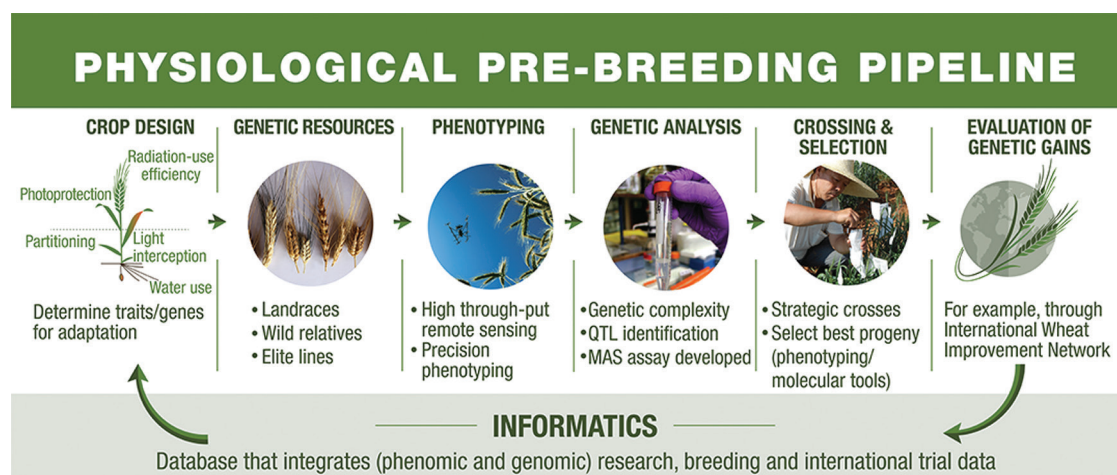 PHYSIOLOGICAL PRE-BREEDING PIPELINE
CROP DESIGN
Radiation-use
efficiency
Photoprotection
Partitioning
Light
interception
Water use
Determine traits/genes
for adaptation
GENETIC RESOURCES
• Landraces
• Wild relatives
• Elite lines
PHENOTYPING
• High through-put
remote sensing
• Precision
phenotyping
GENETIC ANALYSIS
• Genetic complexity
• QTL identification
• MAS assay developed
CROSSING &
SELECTION
• Strategic crosses
• Select best progeny
(phenotyping/
molecular tools)
EVALUATION OF
GENETIC GAINS
For example, through
International Wheat
Improvement Network
INFORMATICS
Database that integrates (phenomic and genomic) research, breeding and international trial data